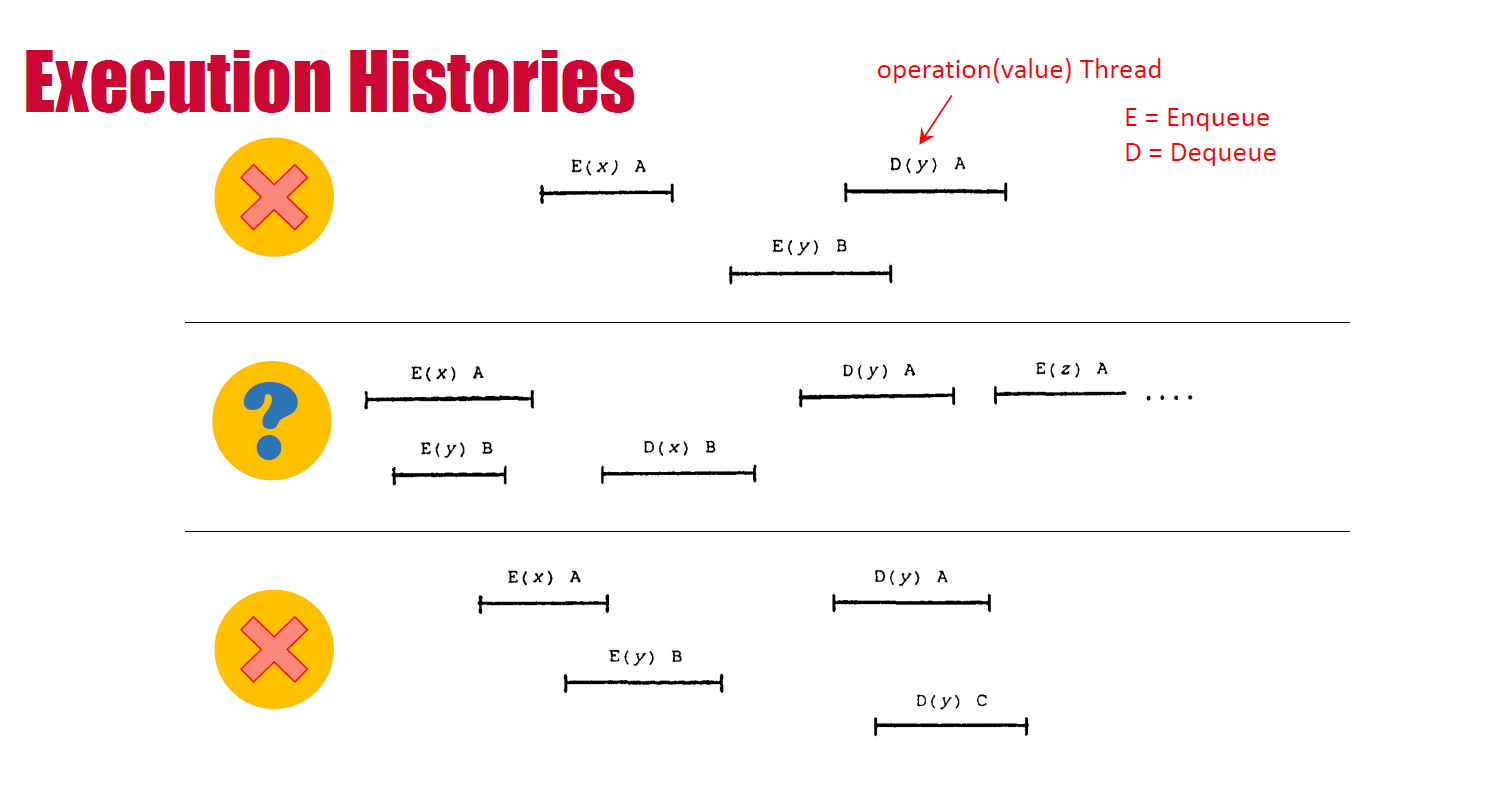 Execution Histories
operation(value) Thread
E = Enqueue
D = Dequeue
E(x) A
D(y) A
E(y) B
?
E(x) A
D(y) A
E(z) A
....
E(y) B
D(x) B
E(x) A
D(y) A
E(y) B
D(y) C